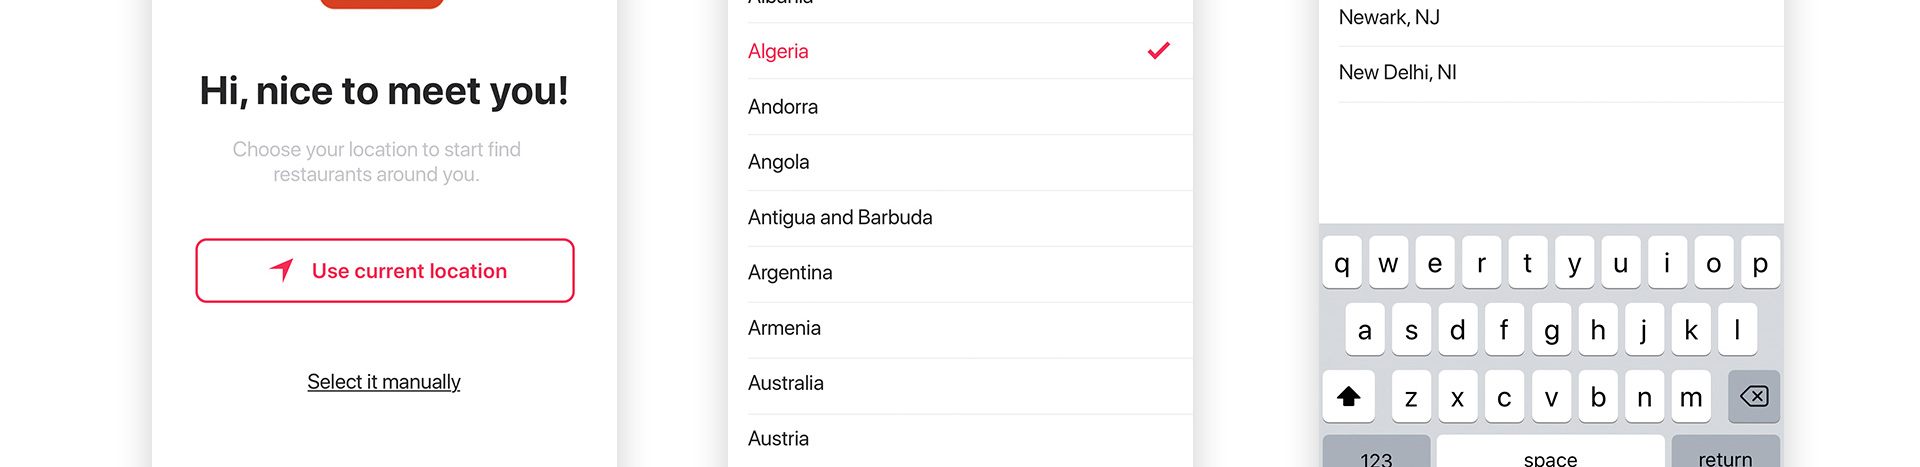 Hi, nice to meet you!
Choose your location to start find
restaurants around you.
Use current location
Select it manually
Albania
Algeria
Andorra
Angola
Antigua and Barbuda
Argentina
Armenia
Australia
Austria
Newark, NJ
New Delhi, NI
q w e r t y u i o p
a s d f g h j k l
z x c v b n m
123 space return